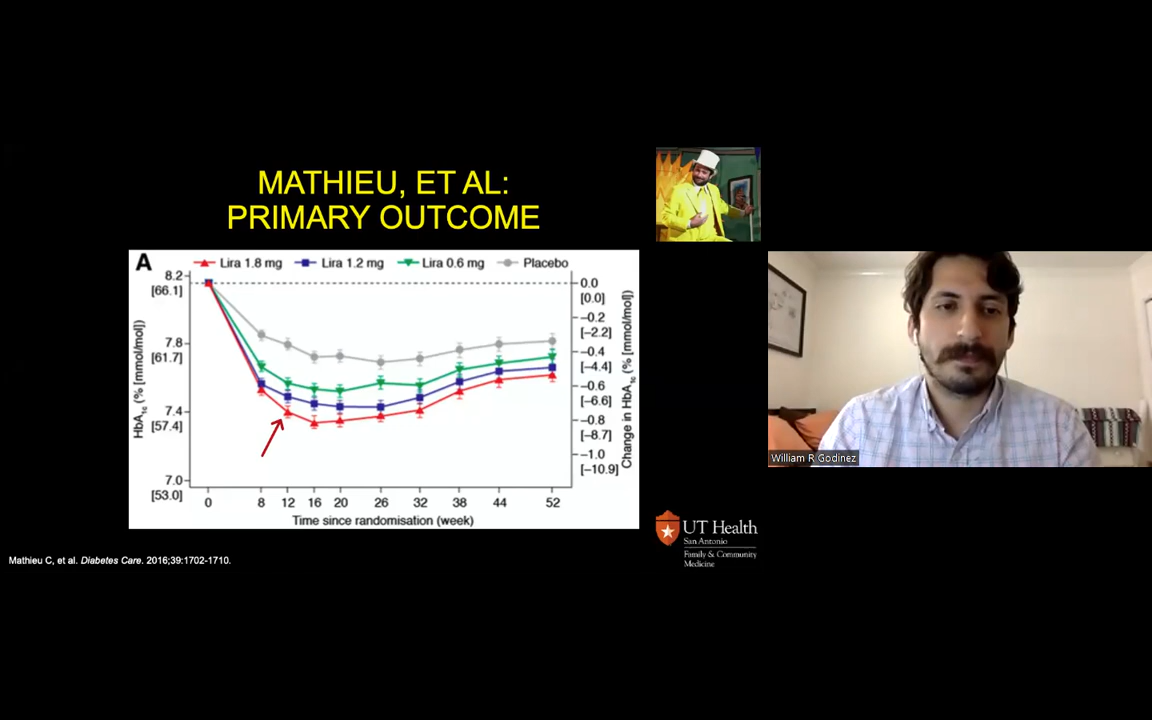 MATHIEU, ET AL:
PRIMARY OUTCOME
A
Lira 1.8 mg
Lira 1.2 mg
Lira 0.6 mg
Placebo
8.2
[66.1]
7.8
[61.7]
7.4
[57.4]
7.0
[53.0]
HbA1c (% [mmol/mol])
0.0
[0.0]
–0.2
[–2.2]
–0.4
[–4.4]
–0.6
[–6.6]
–0.8
[–8.7]
–1.0
[–10.9]
Change in HbA1c (% [mmol/mol])
0 8 12 16 20 26 32 38 44 52
Time since randomisation (week)
Mathieu C, et al. Diabetes Care. 2016;39:1702-1710.
UT Health
San Antonio
Family & Community
Medicine
William R Godinez